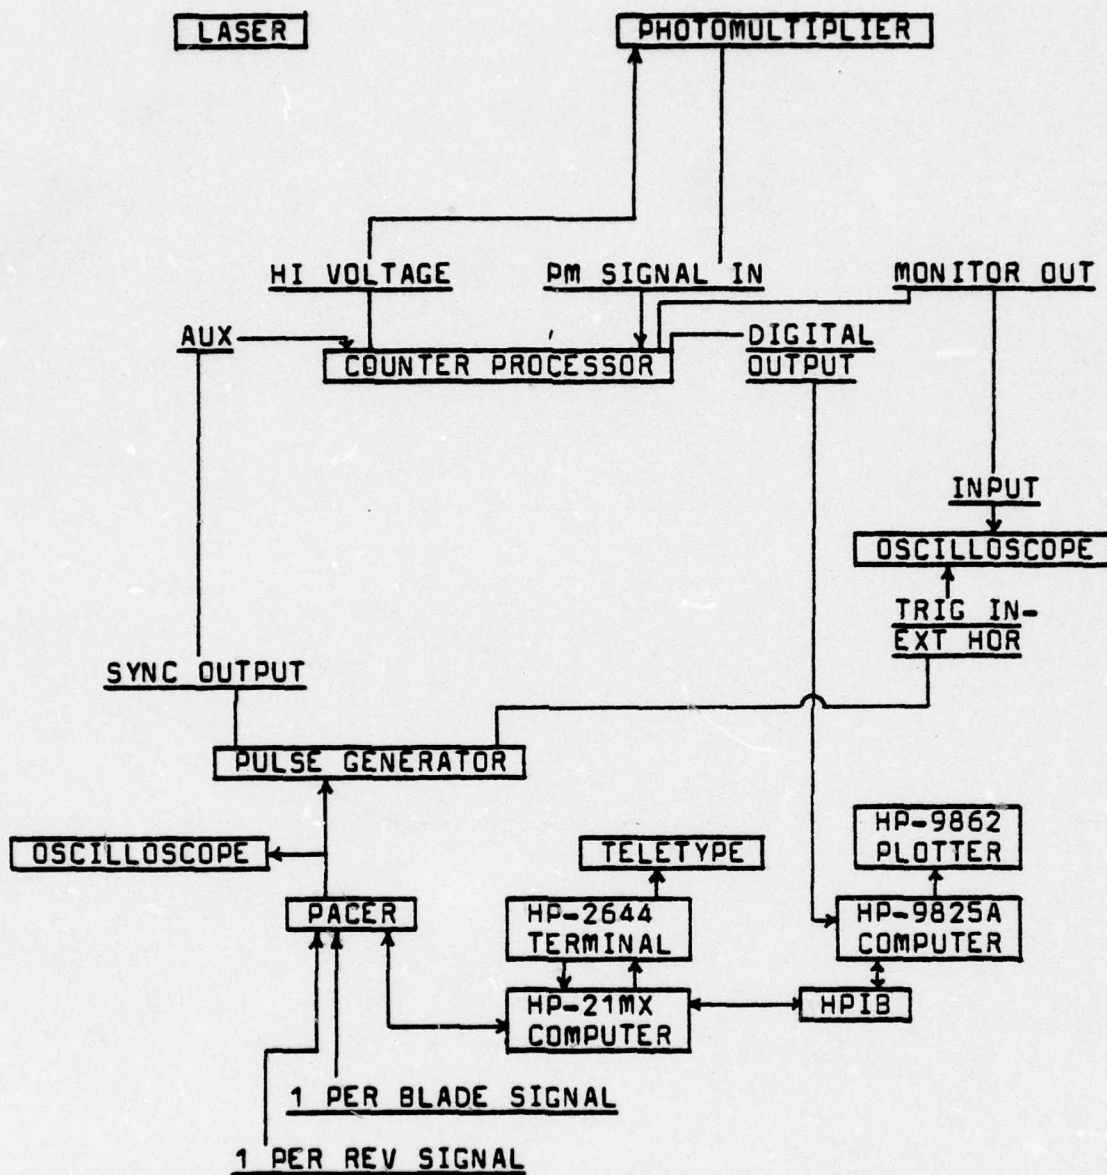 LASER
PHOTOMULTIPLIER
HI VOLTAGE
PM SIGNAL IN
MONITOR OUT
AUX
DIGITAL
OUTPUT
COUNTER PROCESSOR
INPUT
OSCILLOSCOPE
TRIG IN-
EXT HOR
SYNC OUTPUT
PULSE GENERATOR
OSCILLOSCOPE
TELETYPE
HP-9862
PLOTTER
PACER
HP-2644
TERMINAL
HP-9825A
COMPUTER
HP-21MX
COMPUTER
HPIB
1 PER BLADE SIGNAL
1 PER REV SIGNAL